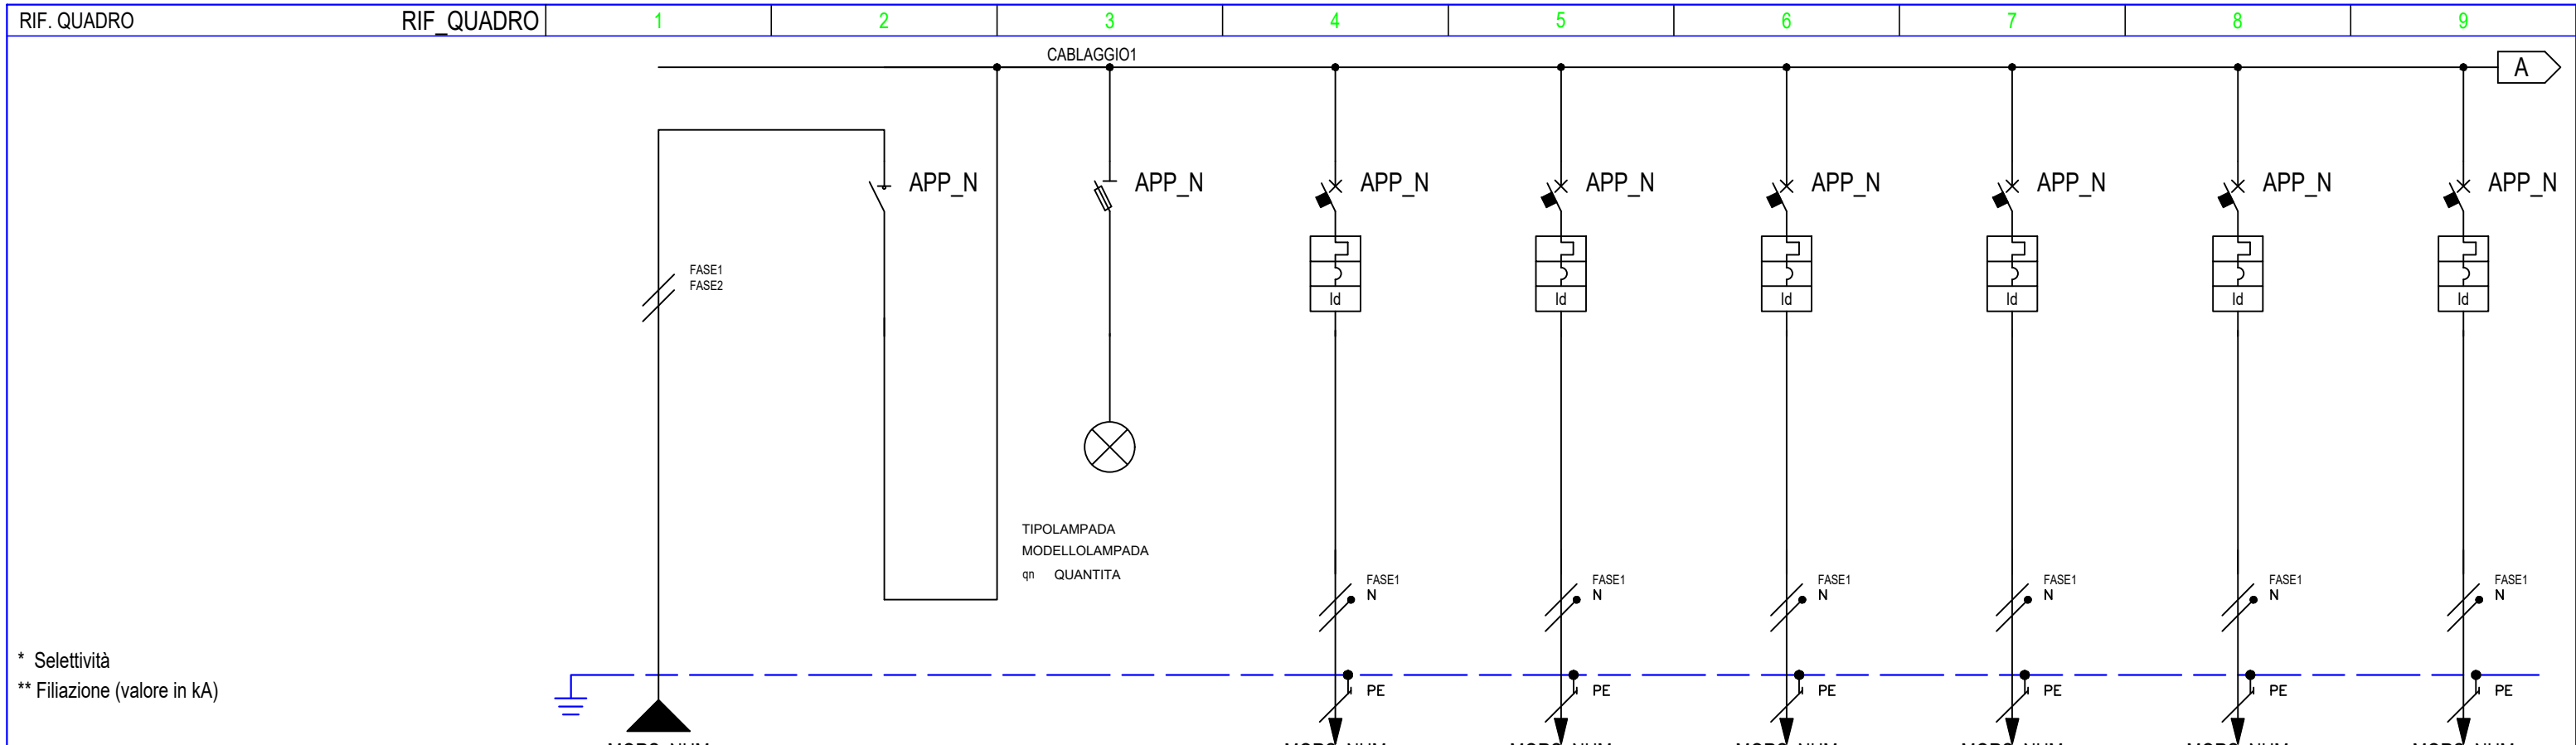 RIF. QUADRO RIF_QUADRO 1 2 3 4 5 6 7 8 9
CABLAGGIO1
A
APP_N APP_N APP_N APP_N APP_N APP_N APP_N APP_N
FASE1
FASE2
Id Id Id Id Id Id
TIPOLAMPADA
MODELLOLAMPADA
qn QUANTITA
FASE1 FASE1 FASE1 FASE1 FASE1 FASE1
N N N N N N
* Selettività
** Filiazione (valore in kA)
PE PE PE PE PE PE